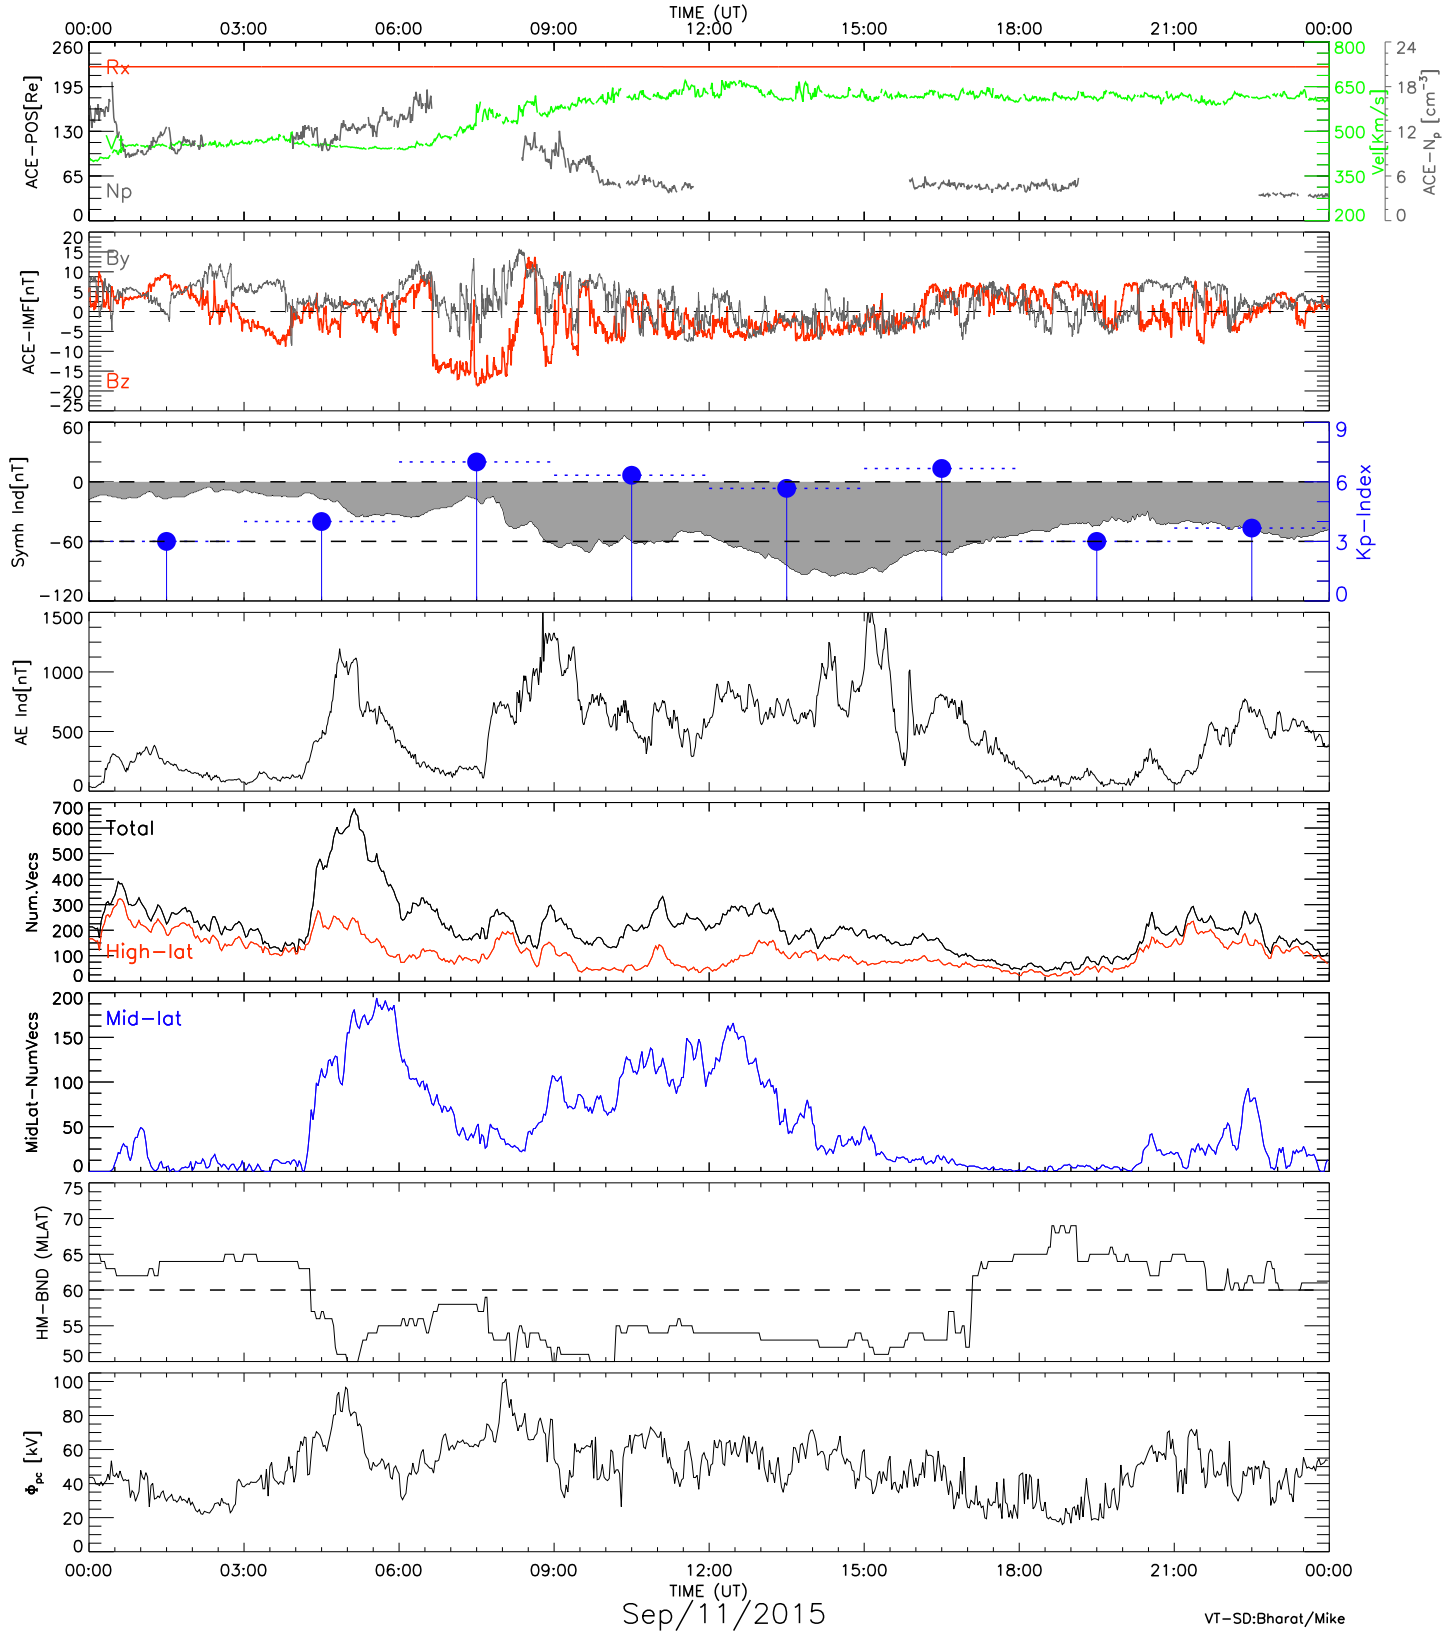 TIME (UT)
00:00 03:00 06:00 09:00 12:00 15:00 18:00 21:00 00:00
ACE-POS[Re]
260
195
130
65
0
Rx
Np
800
650
500
350
200
Vel[Km/s]
24
18
12
6
0
ACE-Np [cm⁻³]
ACE-IMF[nT]
20
15
10
5
0
-5
-10
-15
-20
-25
By
Bz
Symh Ind[nT]
60
0
-60
-120
9
6
3
0
Kp-Index
AE Ind[nT]
1500
1000
500
0
Num.Vecs
700
600
500
400
300
200
100
0
Total
High-lat
MidLat-NumVecs
200
150
100
50
0
Mid-lat
HM-BND (MLAT)
75
70
65
60
55
50
Φpc [kV]
100
80
60
40
20
0
00:00 03:00 06:00 09:00 12:00 15:00 18:00 21:00 00:00
TIME (UT)
Sep/11/2015
VT-SD:Bharat/Mike